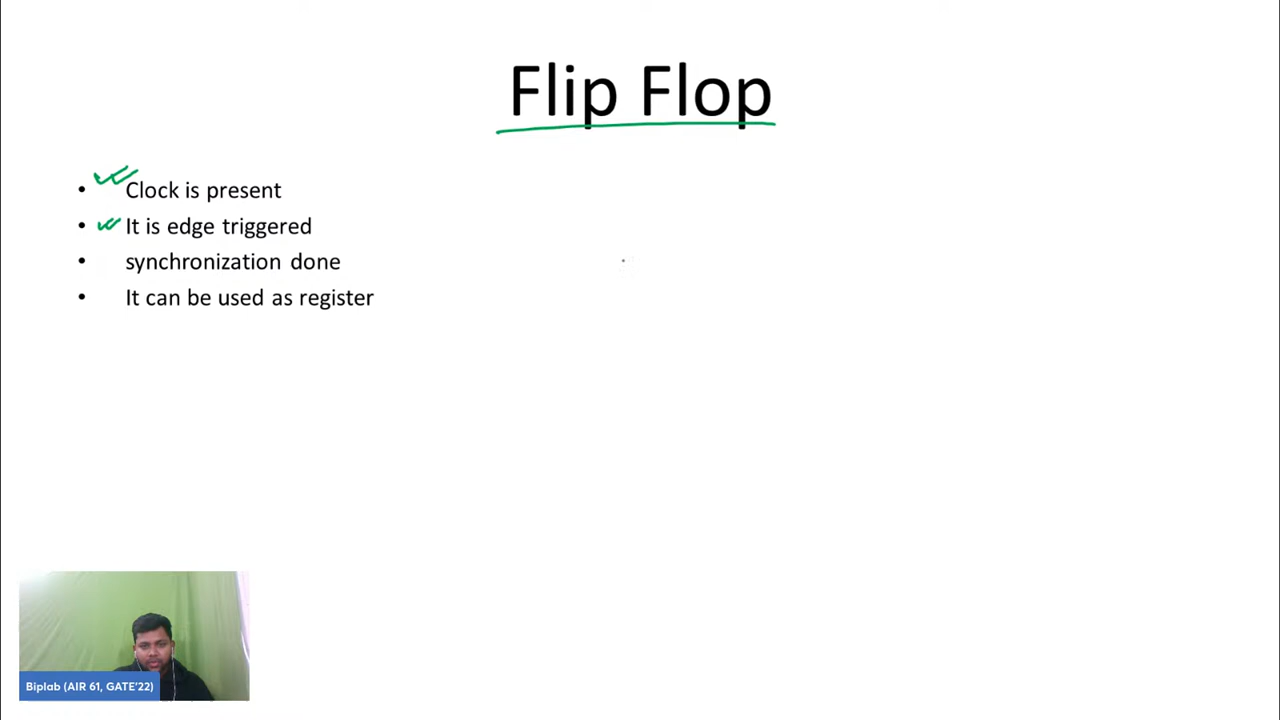 Flip Flop
• Clock is present
• It is edge triggered
• synchronization done
• It can be used as register
Biplab (AIR 61, GATE'22)